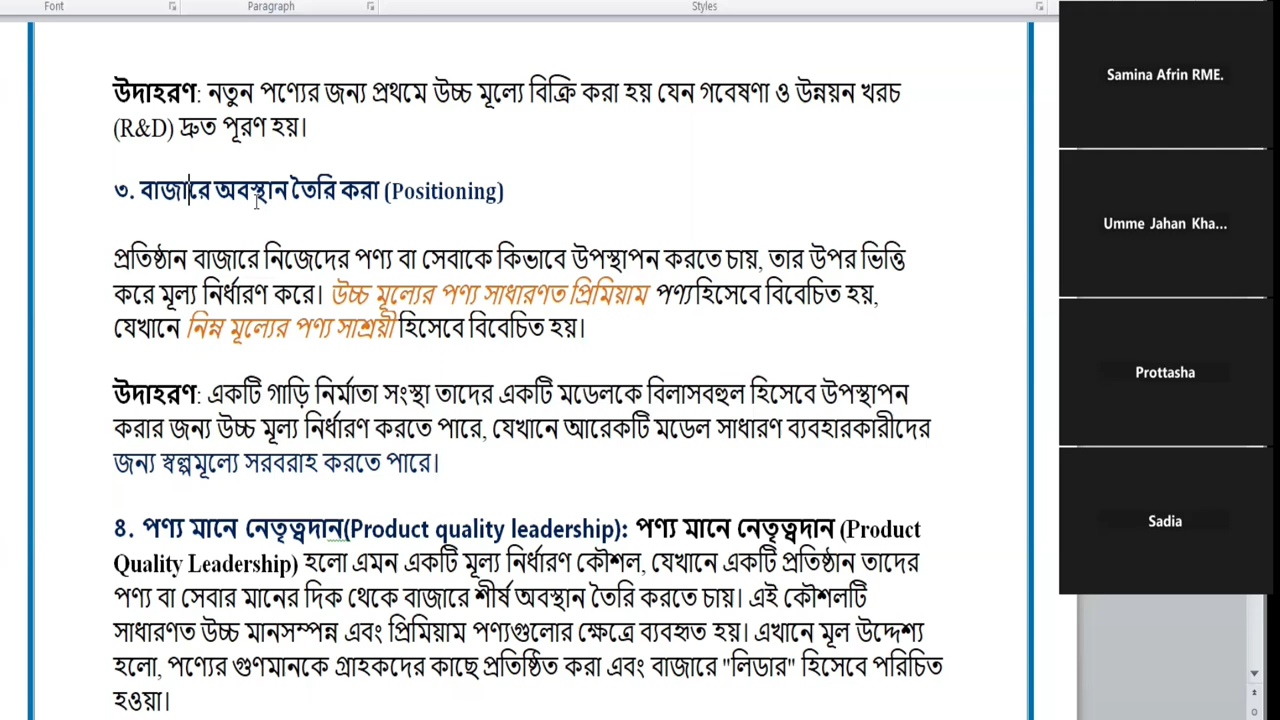 Font
Paragraph
Styles
উদাহরণ: নতুন পণ্যের জন্য প্রথমে উচ্চ মূল্যে বিক্রি করা হয় যেন গবেষণা ও উন্নয়ন খরচ
(R&D) দ্রুত পূরণ হয়।
৩. বাজারে অবস্থান তৈরি করা (Positioning)
প্রতিষ্ঠান বাজারে নিজেদের পণ্য বা সেবাকে কিভাবে উপস্থাপন করতে চায়, তার উপর ভিত্তি
করে মূল্য নির্ধারণ করে। উচ্চ মূল্যের পণ্য সাধারণত প্রিমিয়াম পণ্য হিসেবে বিবেচিত হয়,
যেখানে নিম্ন মূল্যের পণ্য সাশ্রয়ী হিসেবে বিবেচিত হয়।
উদাহরণ: একটি গাড়ি নির্মাতা সংস্থা তাদের একটি মডেলকে বিলাসবহুল হিসেবে উপস্থাপন
করার জন্য উচ্চ মূল্য নির্ধারণ করতে পারে, যেখানে আরেকটি মডেল সাধারণ ব্যবহারকারীদের
জন্য স্বল্পমূল্যে সরবরাহ করতে পারে।
৪. পণ্য মানে নেতৃত্বদান(Product quality leadership): পণ্য মানে নেতৃত্বদান (Product
Quality Leadership) হলো এমন একটি মূল্য নির্ধারণ কৌশল, যেখানে একটি প্রতিষ্ঠান তাদের
পণ্য বা সেবার মানের দিক থেকে বাজারে শীর্ষ অবস্থান তৈরি করতে চায়। এই কৌশলটি
সাধারণত উচ্চ মানসম্পন্ন এবং প্রিমিয়াম পণ্যগুলোর ক্ষেত্রে ব্যবহৃত হয়। এখানে মূল উদ্দেশ্য
হলো, পণ্যের গুণমানকে গ্রাহকদের কাছে প্রতিষ্ঠিত করা এবং বাজারে "লিডার" হিসেবে পরিচিত
হওয়া।
Samina Afrin RME.
Umme Jahan Kha...
Prottasha
Sadia